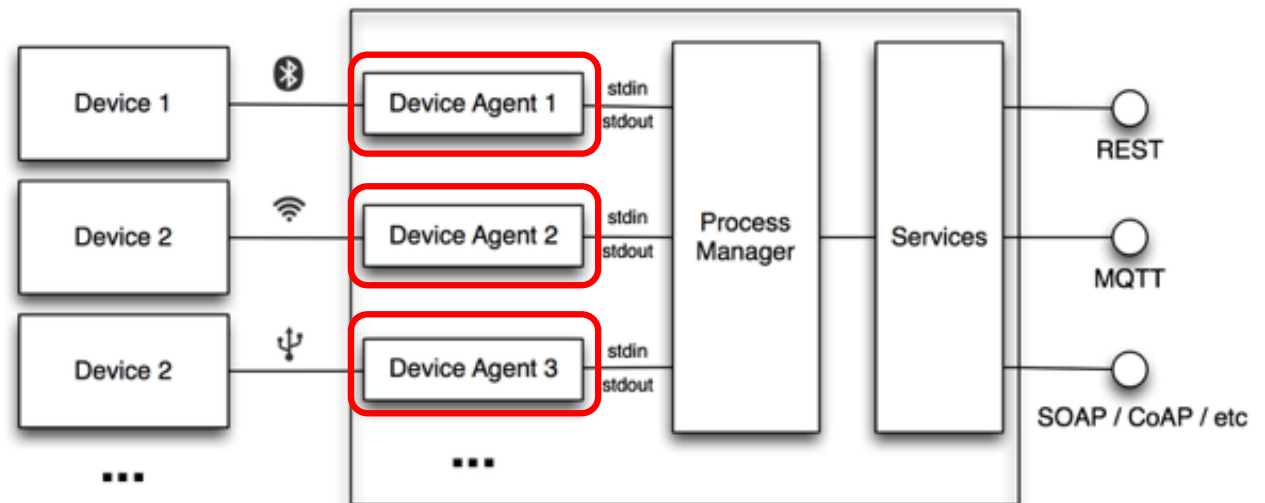 Device 1
Device Agent 1
stdin
stdout
REST
Device 2
Device Agent 2
stdin
stdout
Process
Manager
Services
MQTT
Device 2
Device Agent 3
stdin
stdout
SOAP / CoAP / etc
...
...